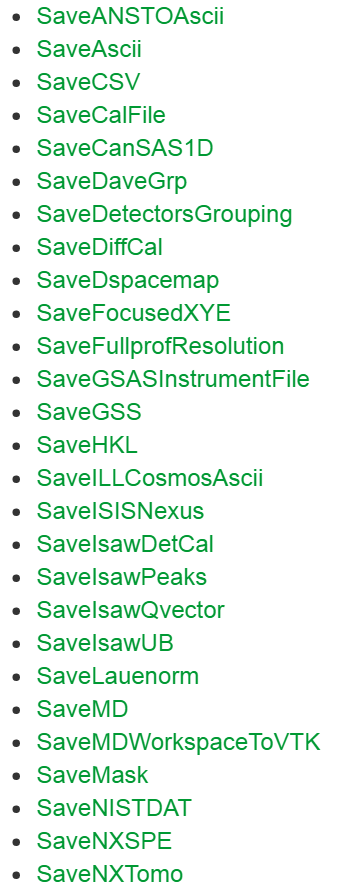 SaveANSTOAscii
SaveAscii
SaveCSV
SaveCalFile
SaveCanSAS1D
SaveDaveGrp
SaveDetectorsGrouping
SaveDiffCal
SaveDspacemap
SaveFocusedXYE
SaveFullprofResolution
SaveGSASInstrumentFile
SaveGSS
SaveHKL
SaveILLCosmosAscii
SaveISISNexus
SaveIsawDetCal
SaveIsawPeaks
SaveIsawQvector
SaveIsawUB
SaveLauenorm
SaveMD
SaveMDWorkspaceToVTK
SaveMask
SaveNISTDAT
SaveNXSPE
SaveNXTomo